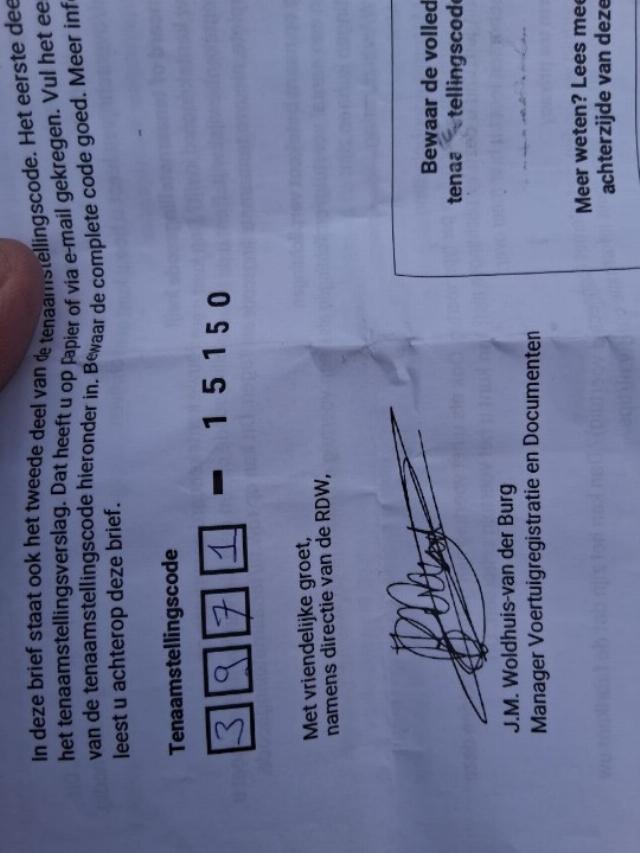 In deze brief staat ook het tweede deel van de tenaamstellingscode. Het eerste dee
het tenaamstellingsverslag. Dat heeft u op papier of via e-mail gekregen. Vul het ee
van de tenaamstellingscode hieronder in. Bewaar de complete code goed. Meer inf
leest u achterop deze brief.
Tenaamstellingscode
3 9 7 1 - 1 5 1 5 0
Met vriendelijke groet,
namens directie van de RDW,
J.M. Woldhuis-van der Burg
Manager Voertuigregistratie en Documenten
Bewaar de volled
tenaa tellingscode
Meer weten? Lees mee
achterzijde van deze